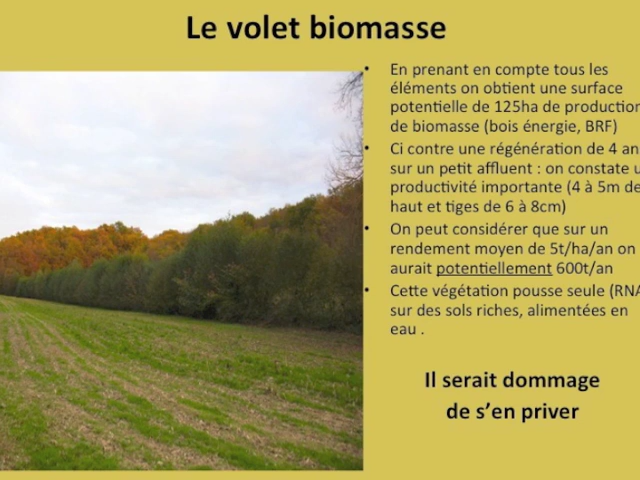 Le volet biomasse
En prenant en compte tous les
éléments on obtient une surface
potentielle de 125ha de production
de biomasse (bois énergie, BRF)
Ci contre une régénération de 4 ans
sur un petit affluent : on constate u
productivité importante (4 à 5m de
haut et tiges de 6 à 8cm)
On peut considérer que sur un
rendement moyen de 5t/ha/an on
aurait potentiellement 600t/an
Cette végétation pousse seule (RNA
sur des sols riches, alimentées en
eau .
Il serait dommage
de s’en priver